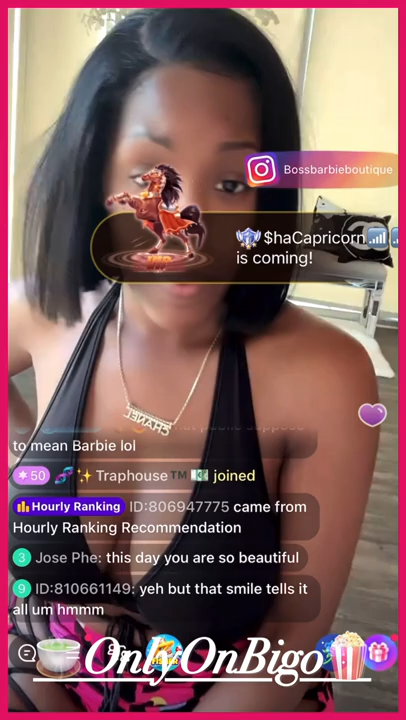 Bossbarbieboutique
$haCapricorn
is coming!
to mean Barbie lol
50 Traphouse™ joined
Hourly Ranking ID:806947775 came from
Hourly Ranking Recommendation
3 Jose Phe: this day you are so beautiful
9 ID:810661149: yeh but that smile tells it
all um hmmm
OnlyOnBigo